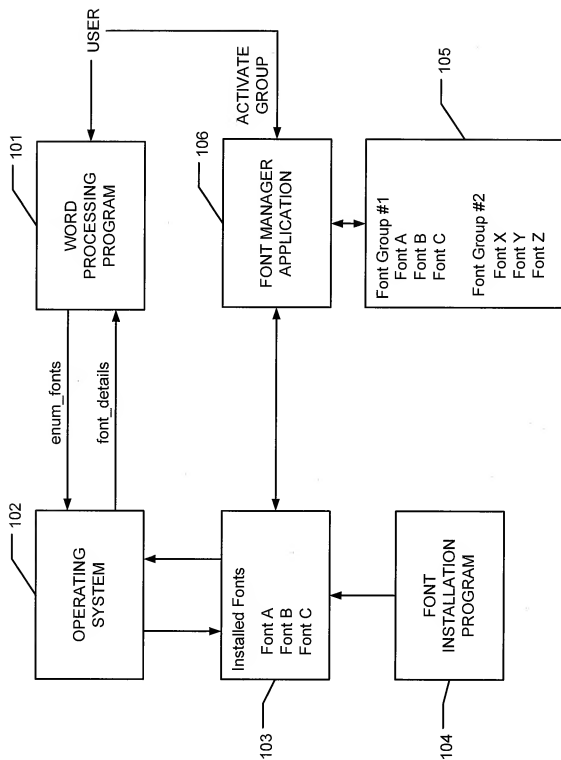 102
OPERATING
SYSTEM
enum_fonts
font_details
101
WORD
PROCESSING
PROGRAM
USER
103
Installed Fonts
Font A
Font B
Font C
106
FONT MANAGER
APPLICATION
ACTIVATE
GROUP
104
FONT
INSTALLATION
PROGRAM
105
Font Group #1
Font A
Font B
Font C
Font Group #2
Font X
Font Y
Font Z